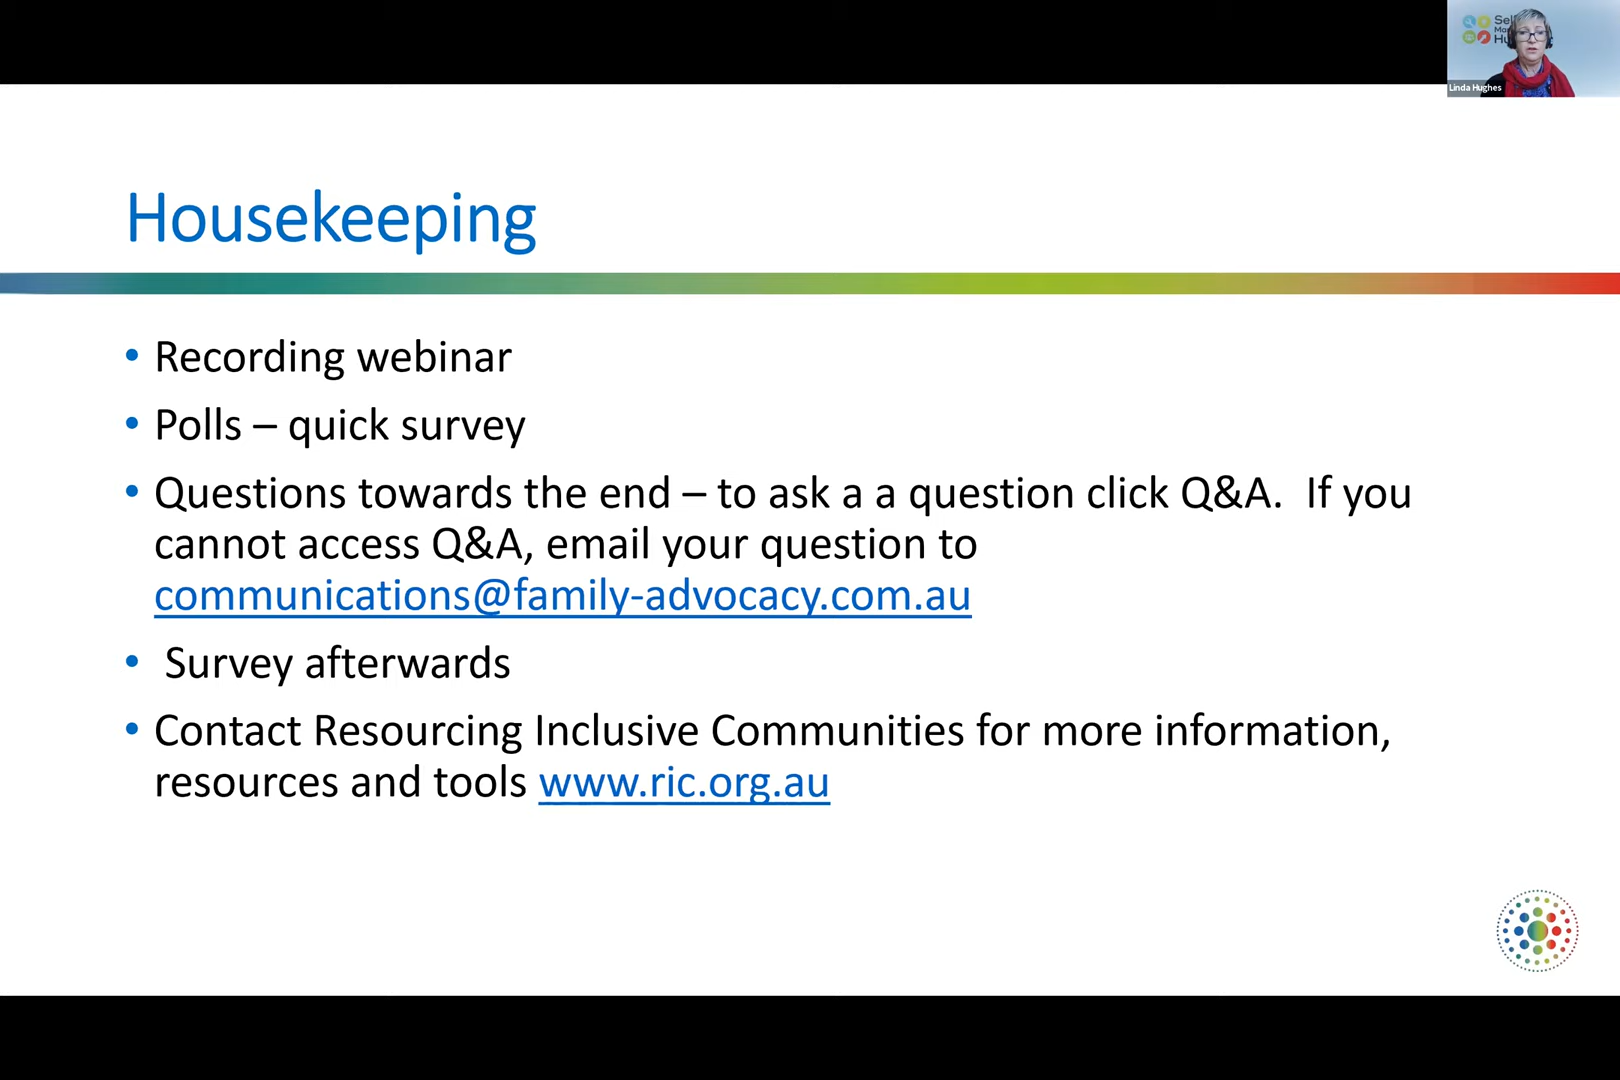 Linda Hughes
Housekeeping
• Recording webinar
• Polls – quick survey
• Questions towards the end – to ask a a question click Q&A.  If you
cannot access Q&A, email your question to
communications@family-advocacy.com.au
•  Survey afterwards
• Contact Resourcing Inclusive Communities for more information,
resources and tools www.ric.org.au